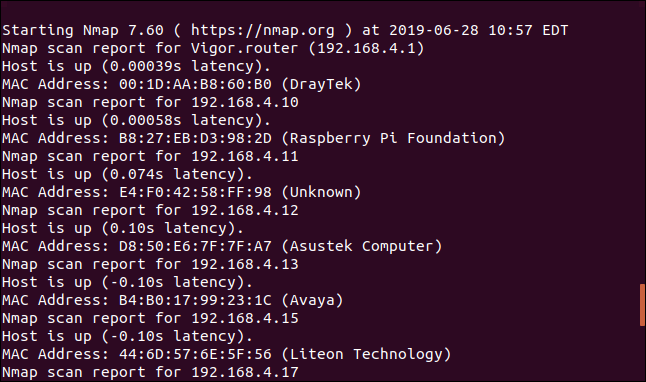 Starting Nmap 7.60 ( https://nmap.org ) at 2019-06-28 10:57 EDT
Nmap scan report for Vigor.router (192.168.4.1)
Host is up (0.00039s latency).
MAC Address: 00:1D:AA:B8:60:B0 (DrayTek)
Nmap scan report for 192.168.4.10
Host is up (0.00058s latency).
MAC Address: B8:27:EB:D3:98:2D (Raspberry Pi Foundation)
Nmap scan report for 192.168.4.11
Host is up (0.074s latency).
MAC Address: E4:F0:42:58:FF:98 (Unknown)
Nmap scan report for 192.168.4.12
Host is up (0.10s latency).
MAC Address: D8:50:E6:7F:7F:A7 (Asustek Computer)
Nmap scan report for 192.168.4.13
Host is up (-0.10s latency).
MAC Address: B4:B0:17:99:23:1C (Avaya)
Nmap scan report for 192.168.4.15
Host is up (-0.10s latency).
MAC Address: 44:6D:57:6E:5F:56 (Liteon Technology)
Nmap scan report for 192.168.4.17